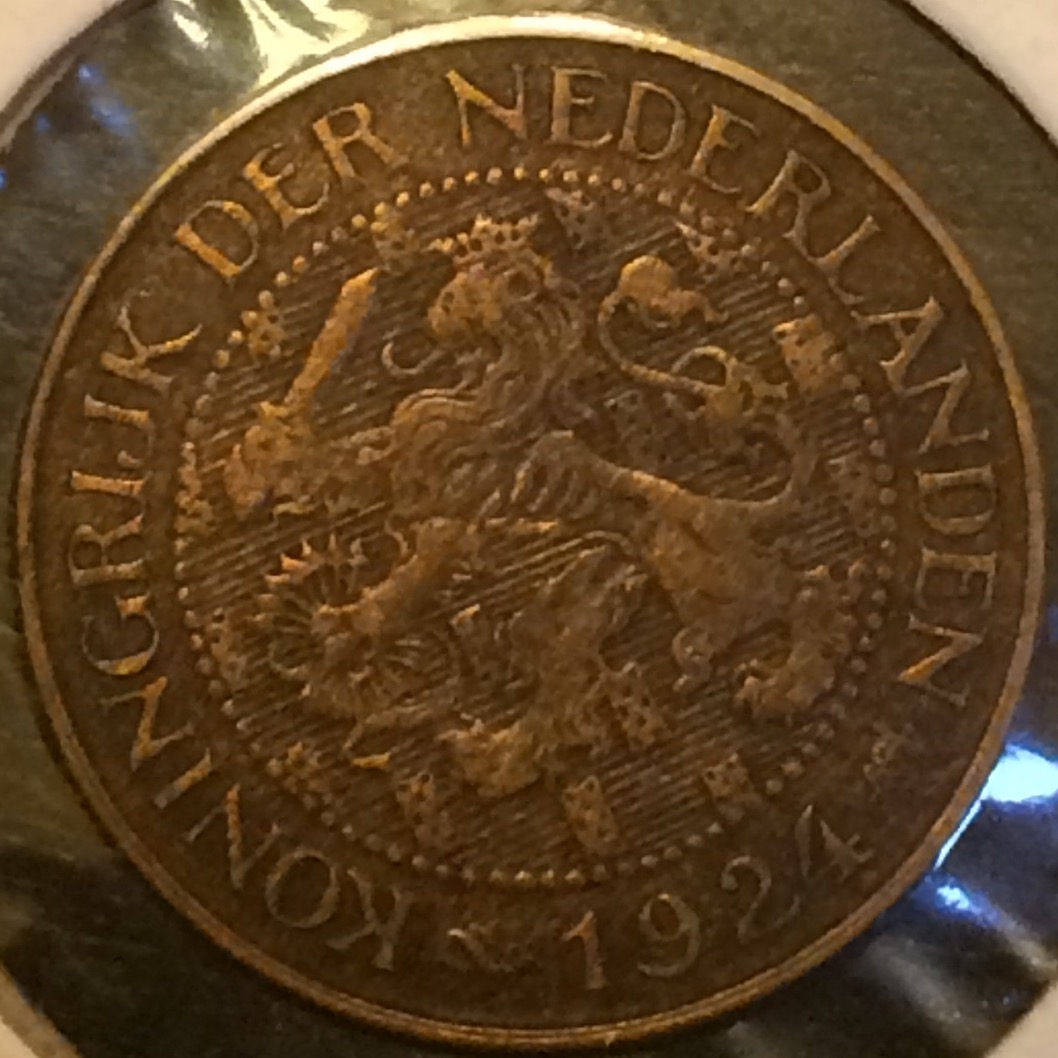 KONINGRIJK DER NEDERLANDEN
1924